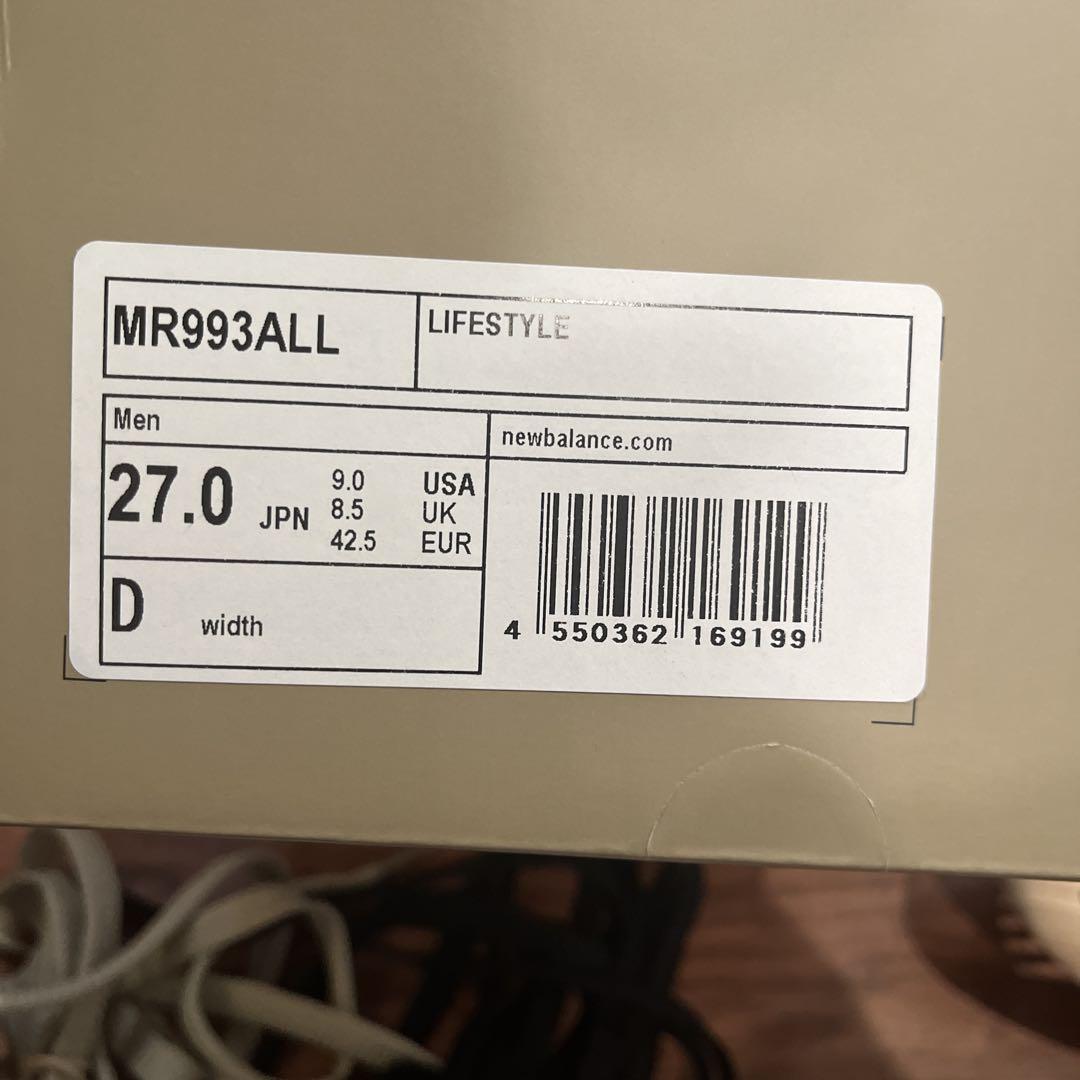 MR993ALL
LIFESTYLE
Men
newbalance.com
27.0 JPN
9.0 USA
8.5 UK
42.5 EUR
D width
4 550362 169199